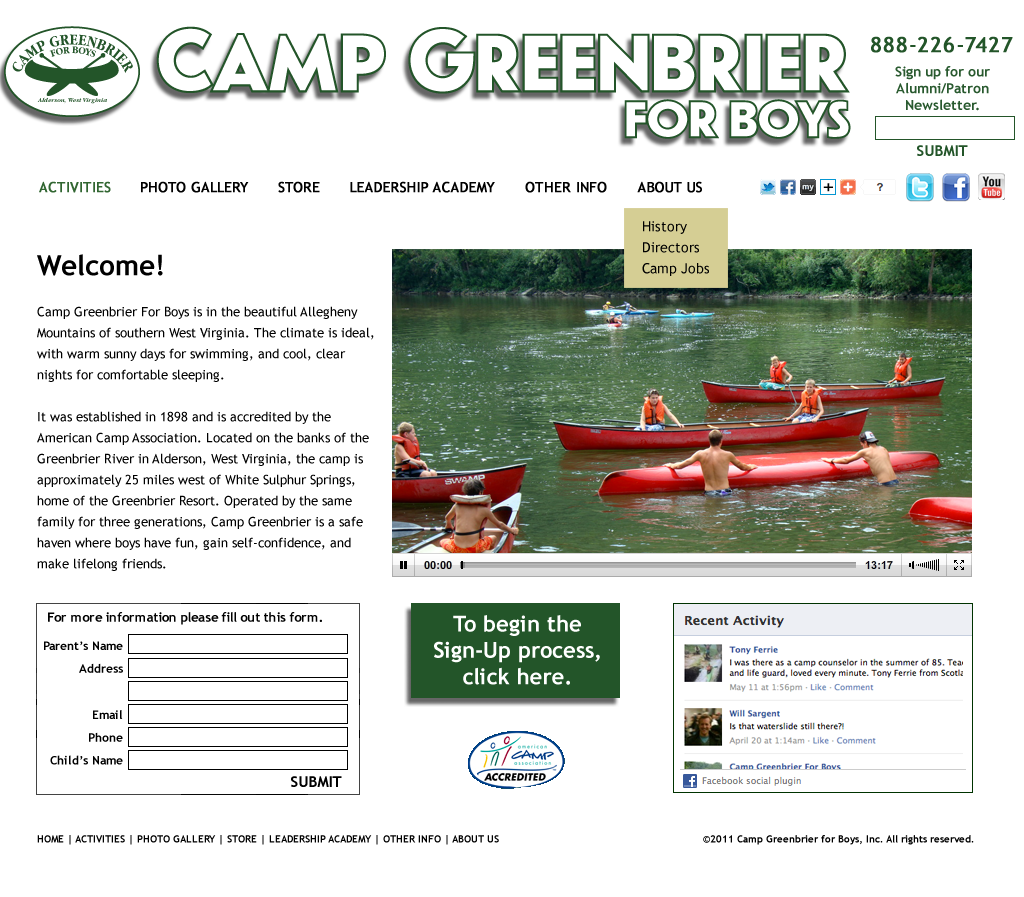 CAMP GREENBRIER
FOR BOYS
Alderson, West Virginia
CAMP GREENBRIER
FOR BOYS
888-226-7427
Sign up for our
Alumni/Patron
Newsletter.
SUBMIT
ACTIVITIES PHOTO GALLERY STORE LEADERSHIP ACADEMY OTHER INFO ABOUT US
my ? You
Tube
History
Directors
Camp Jobs
Welcome!
Camp Greenbrier For Boys is in the beautiful Allegheny
Mountains of southern West Virginia. The climate is ideal,
with warm sunny days for swimming, and cool, clear
nights for comfortable sleeping.
It was established in 1898 and is accredited by the
American Camp Association. Located on the banks of the
Greenbrier River in Alderson, West Virginia, the camp is
approximately 25 miles west of White Sulphur Springs,
home of the Greenbrier Resort. Operated by the same
family for three generations, Camp Greenbrier is a safe
haven where boys have fun, gain self-confidence, and
make lifelong friends.
SWAMP
00:00 13:17
For more information please fill out this form.
Parent's Name
Address
Email
Phone
Child's Name
SUBMIT
To begin the
Sign-Up process,
click here.
american
CAMP
association
ACCREDITED
Recent Activity
Tony Ferrie
I was there as a camp counselor in the summer of 85. Tea
and life guard, loved every minute. Tony Ferrie from Scotla
May 11 at 1:56pm · Like · Comment
Will Sargent
Is that waterslide still there?!
April 20 at 1:14am · Like · Comment
Camp Greenbrier For Boys
Facebook social plugin
HOME | ACTIVITIES | PHOTO GALLERY | STORE | LEADERSHIP ACADEMY | OTHER INFO | ABOUT US
©2011 Camp Greenbrier for Boys, Inc. All rights reserved.